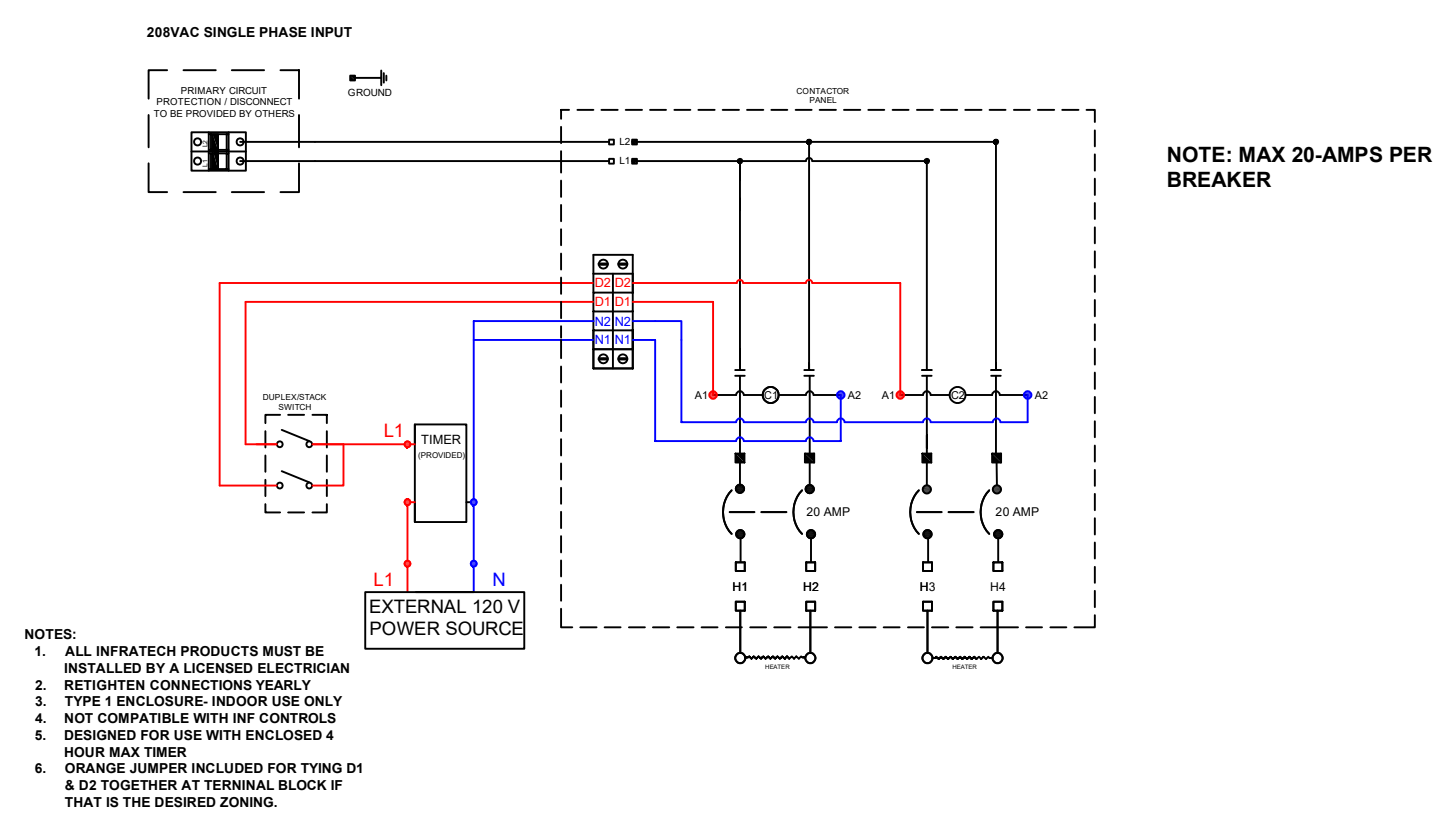 208VAC SINGLE PHASE INPUT
PRIMARY CIRCUIT
PROTECTION / DISCONNECT
TO BE PROVIDED BY OTHERS
GROUND
L2
L1
CONTACTOR
PANEL
L2
L1
NOTE: MAX 20-AMPS PER
BREAKER
D2 D2
D1 D1
N2 N2
N1 N1
A1 C1 A2
A1 C2 A2
DUPLEX/STACK
SWITCH
L1
TIMER
(PROVIDED)
20 AMP
20 AMP
L1 N
EXTERNAL 120 V
POWER SOURCE
H1 H2 H3 H4
HEATER
HEATER
NOTES:
1. ALL INFRATECH PRODUCTS MUST BE
INSTALLED BY A LICENSED ELECTRICIAN
2. RETIGHTEN CONNECTIONS YEARLY
3. TYPE 1 ENCLOSURE- INDOOR USE ONLY
4. NOT COMPATIBLE WITH INF CONTROLS
5. DESIGNED FOR USE WITH ENCLOSED 4
HOUR MAX TIMER
6. ORANGE JUMPER INCLUDED FOR TYING D1
& D2 TOGETHER AT TERNINAL BLOCK IF
THAT IS THE DESIRED ZONING.